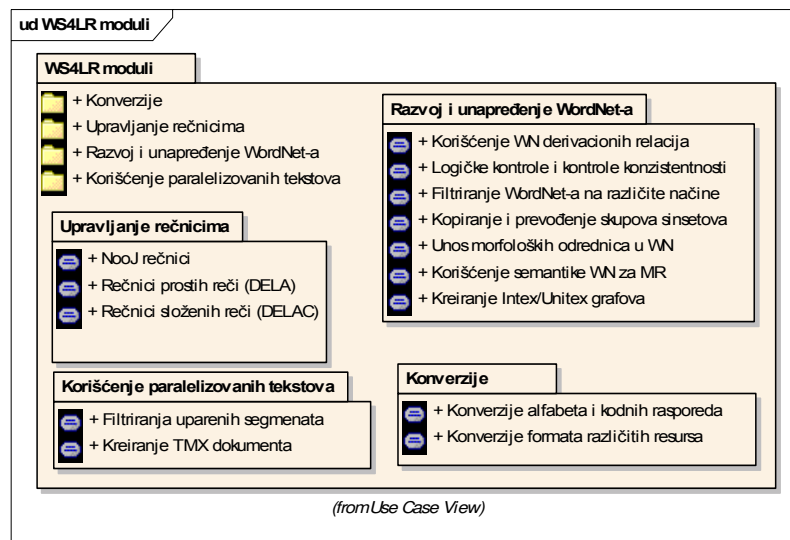 ud WS4LR moduli
WS4LR moduli
+ Konverzije
+ Upravljanje rečnicima
+ Razvoj i unapređenje WordNet-a
+ Korišćenje paralelizovanih tekstova
Razvoj i unapređenje WordNet-a
+ Korišćenje WN derivacionih relacija
+ Logičke kontrole i kontrole konzistentnosti
+ Filtriranje WordNet-a na različite načine
+ Kopiranje i prevođenje skupova sinsetova
+ Unos morfoloških odrednica u WN
+ Korišćenje semantike WN za MR
+ Kreiranje Intex/Unitex grafova
Upravljanje rečnicima
+ NooJ rečnici
+ Rečnici prostih reči (DELA)
+ Rečnici složenih reči (DELAC)
Korišćenje paralelizovanih tekstova
+ Filtriranja uparenih segmenata
+ Kreiranje TMX dokumenta
Konverzije
+ Konverzije alfabeta i kodnih rasporeda
+ Konverzije formata različitih resursa
(from Use Case View)